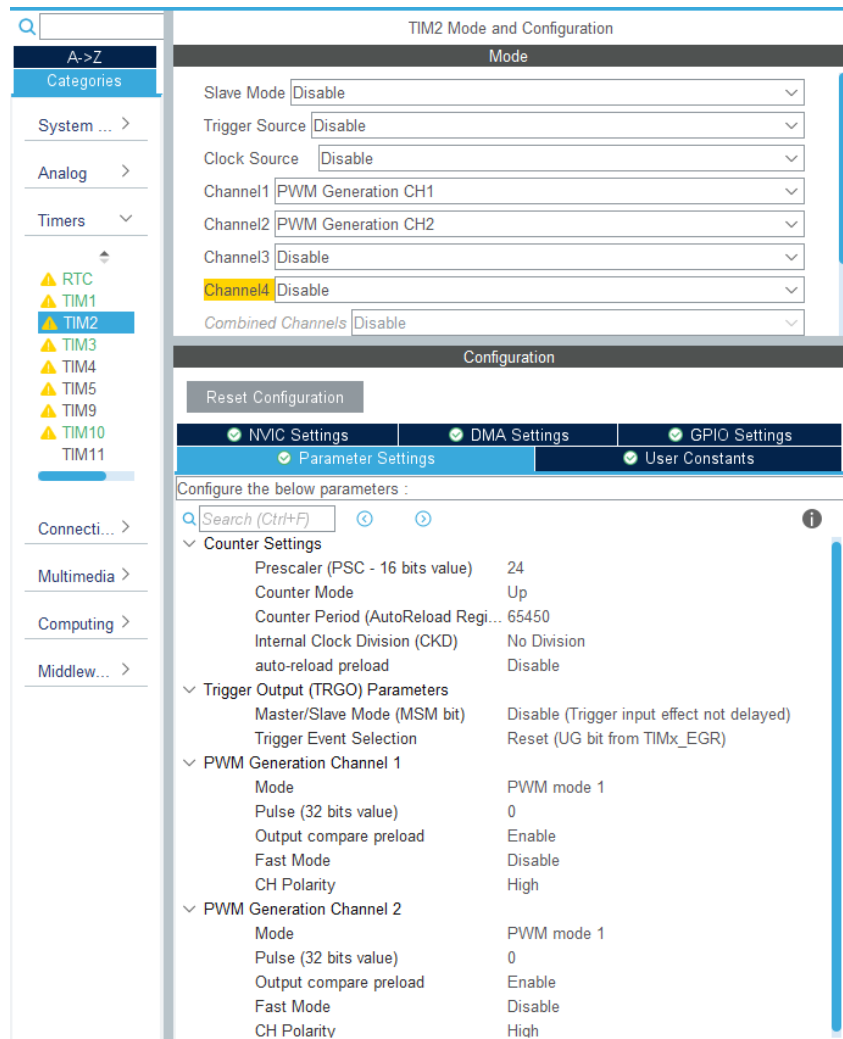 TIM2 Mode and Configuration
A->Z
Categories
System ... >
Analog >
Timers
RTC
TIM1
TIM2
TIM3
TIM4
TIM5
TIM9
TIM10
TIM11
Connecti... >
Multimedia >
Computing >
Middlew... >
Mode
Slave Mode Disable
Trigger Source Disable
Clock Source Disable
Channel1 PWM Generation CH1
Channel2 PWM Generation CH2
Channel3 Disable
Channel4 Disable
Combined Channels Disable
Configuration
Reset Configuration
NVIC Settings DMA Settings GPIO Settings
Parameter Settings User Constants
Configure the below parameters :
Search (Ctrl+F)
Counter Settings
Prescaler (PSC - 16 bits value) 24
Counter Mode Up
Counter Period (AutoReload Regi... 65450
Internal Clock Division (CKD) No Division
auto-reload preload Disable
Trigger Output (TRGO) Parameters
Master/Slave Mode (MSM bit) Disable (Trigger input effect not delayed)
Trigger Event Selection Reset (UG bit from TIMx_EGR)
PWM Generation Channel 1
Mode PWM mode 1
Pulse (32 bits value) 0
Output compare preload Enable
Fast Mode Disable
CH Polarity High
PWM Generation Channel 2
Mode PWM mode 1
Pulse (32 bits value) 0
Output compare preload Enable
Fast Mode Disable
CH Polarity High